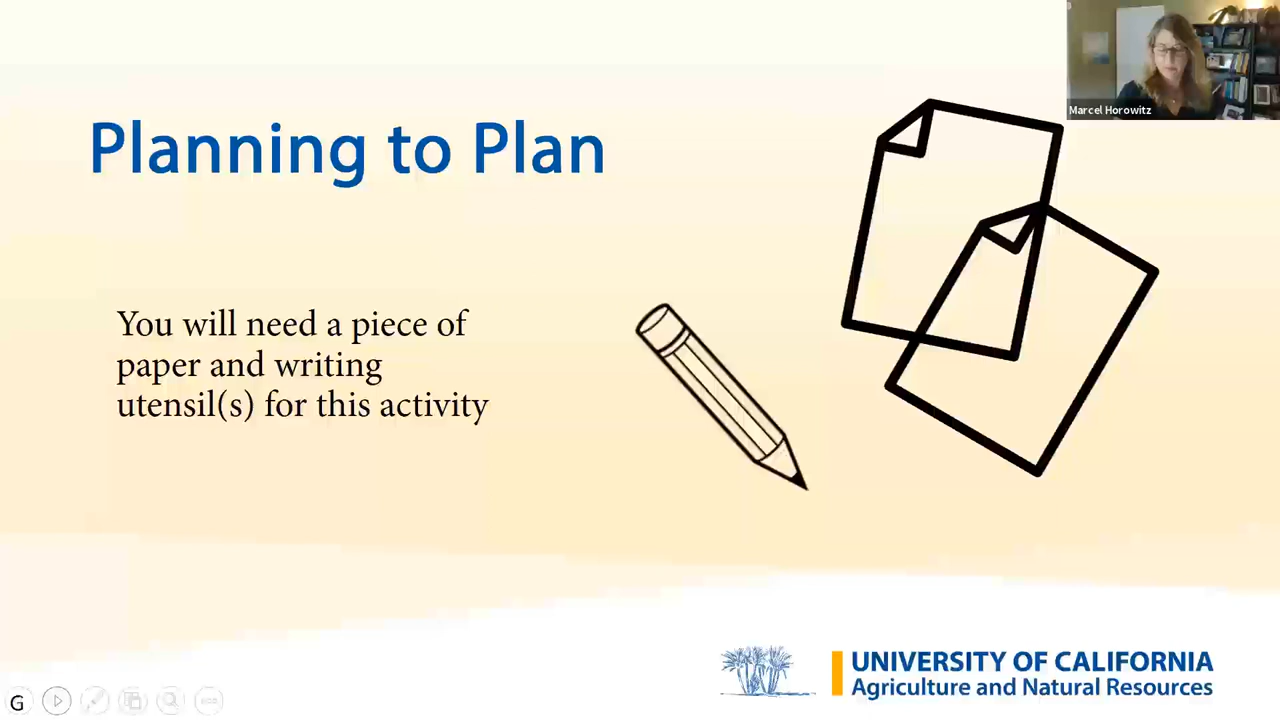 Marcel Horowitz
Planning to Plan
You will need a piece of
paper and writing
utensil(s) for this activity
UNIVERSITY OF CALIFORNIA
Agriculture and Natural Resources
G